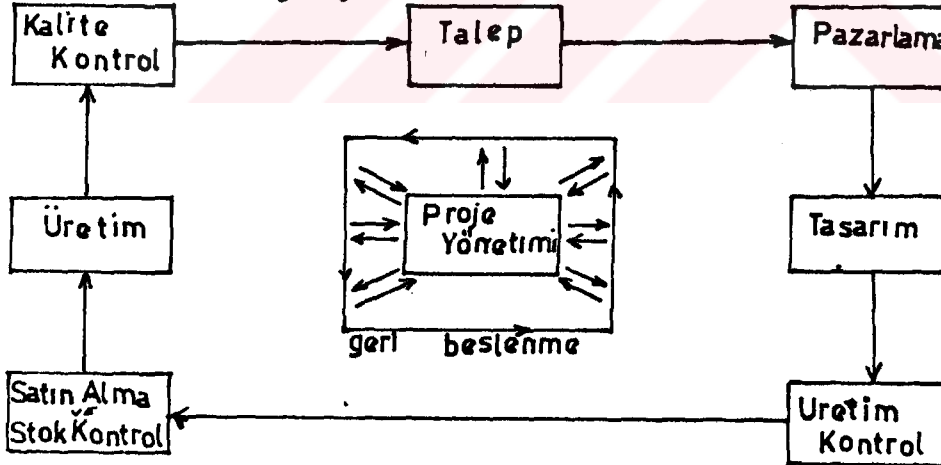 Kalite
Kontrol
Talep
Pazarlama
Üretim
Proje
Yönetimi
Tasarım
geri beslenme
Satın Alma
ve
Stok Kontrol
Uretim
Kontrol